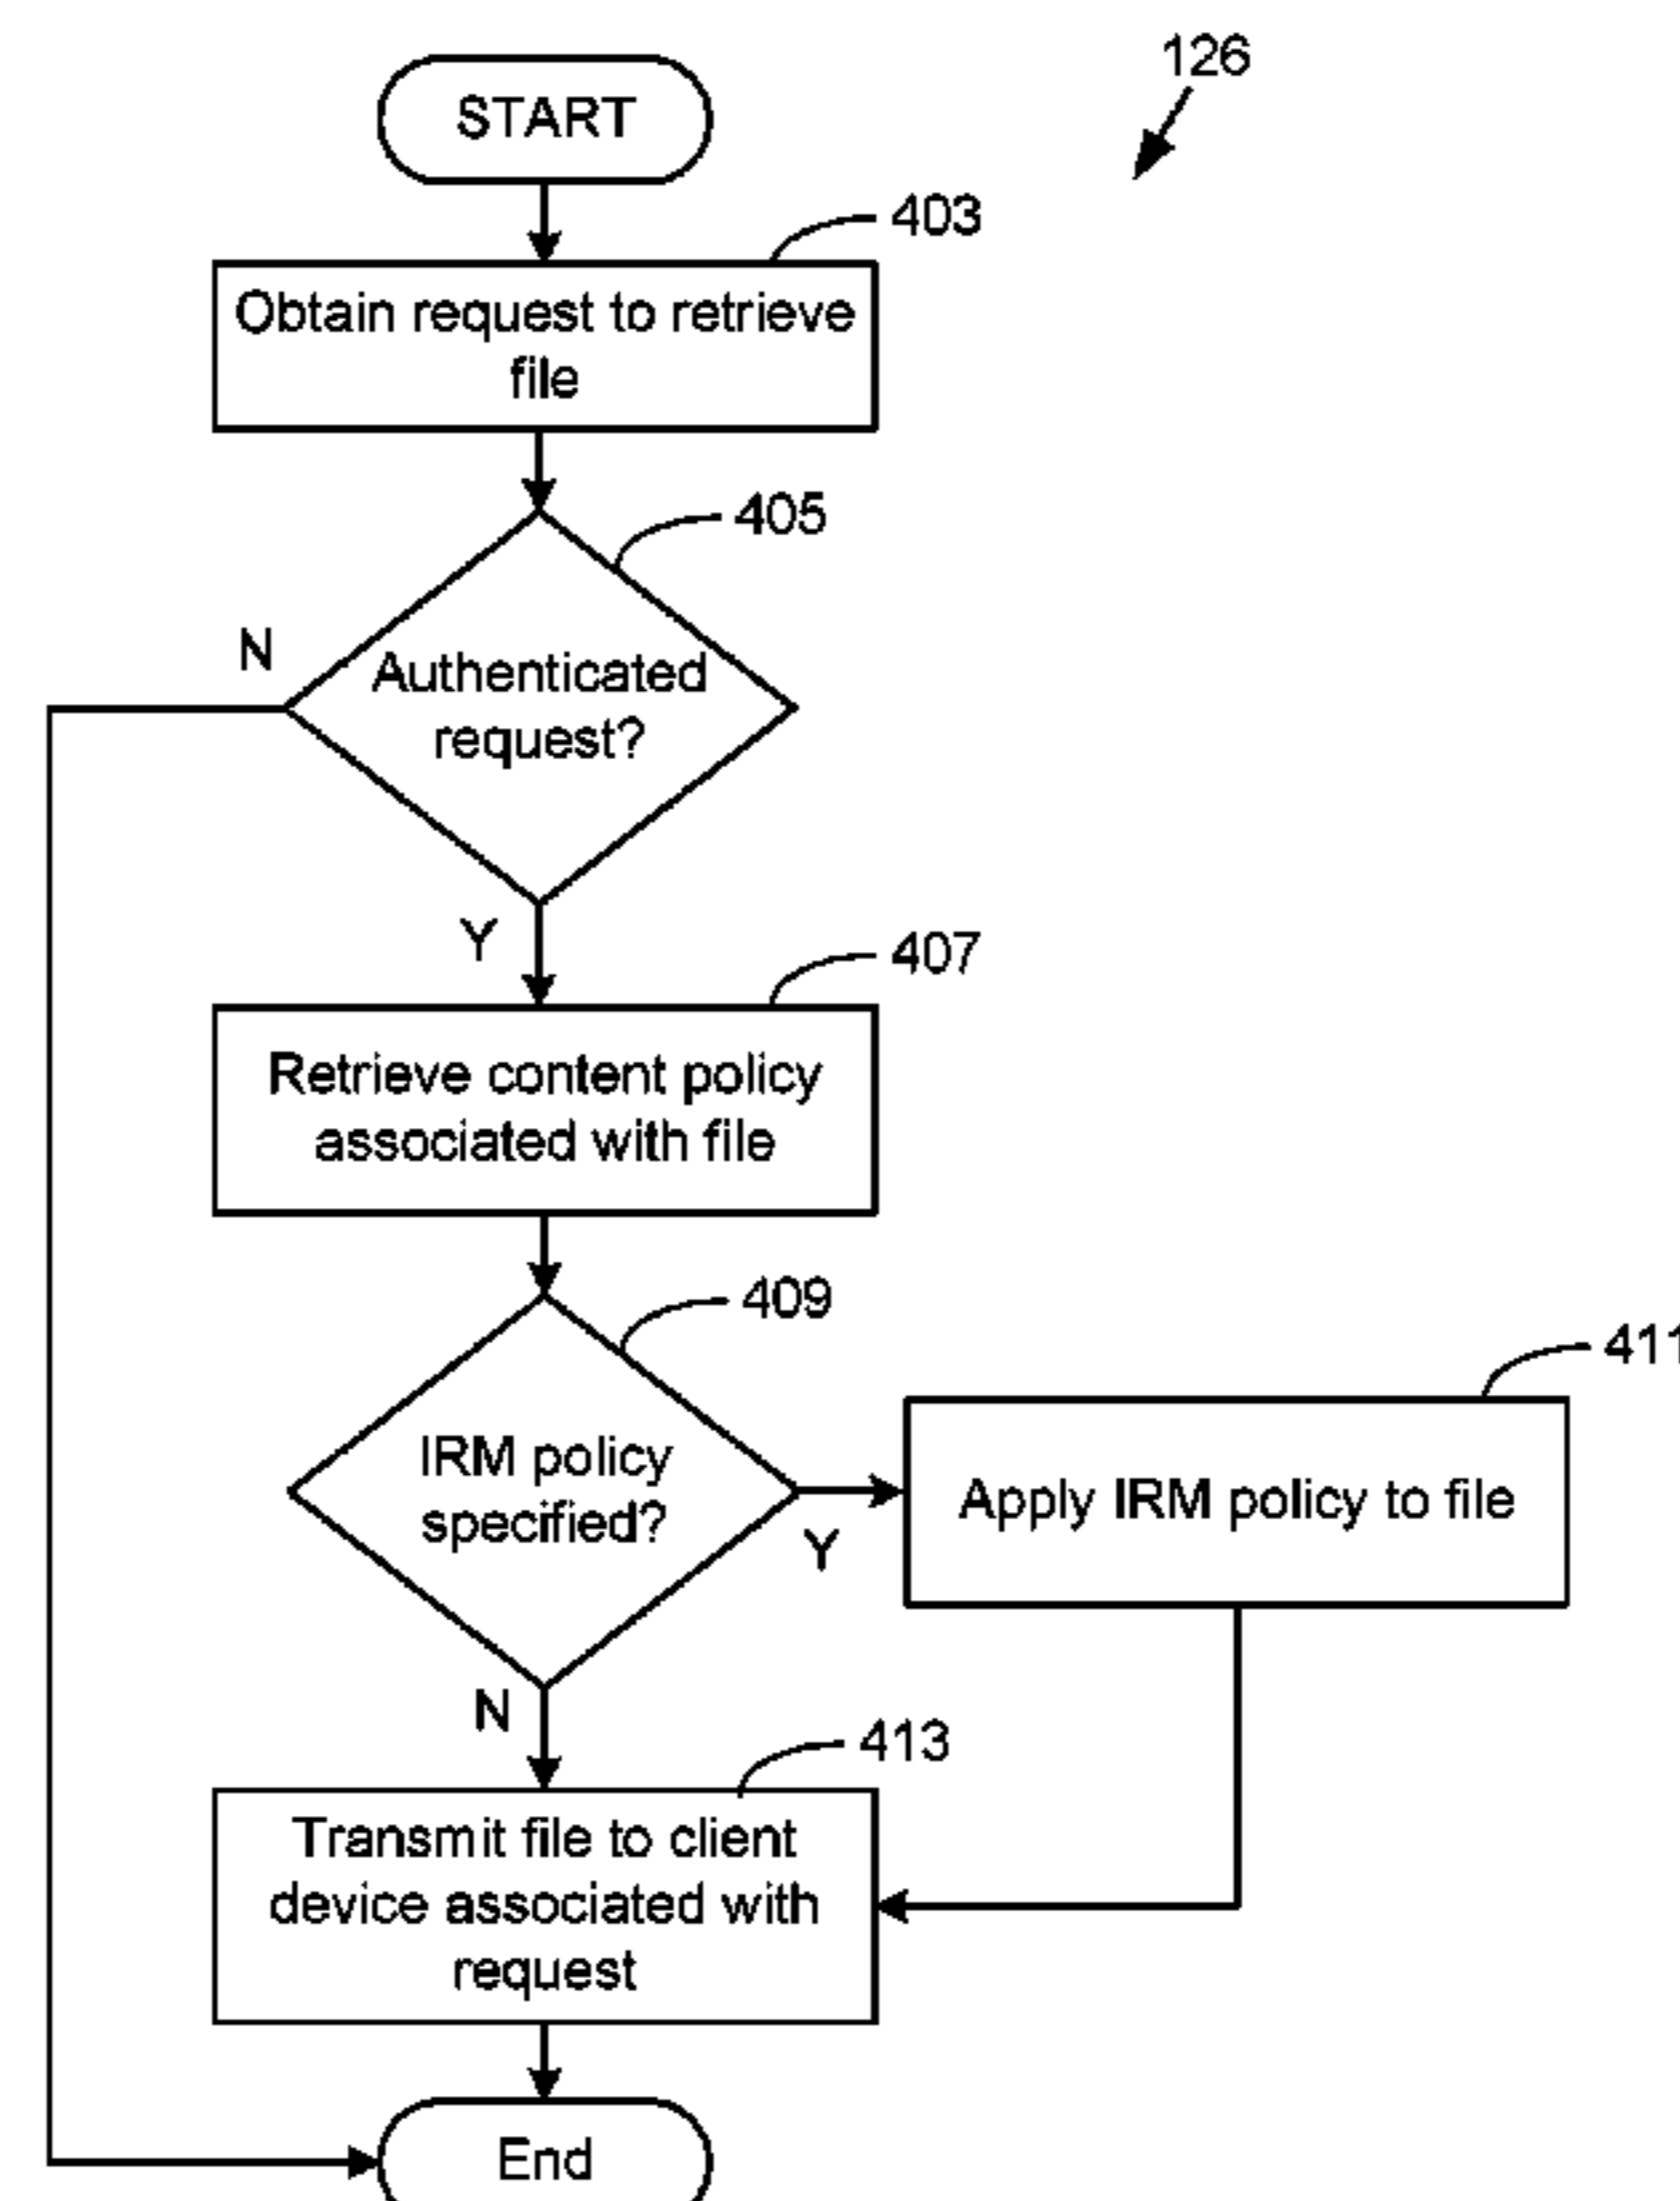 126
START
403
Obtain request to retrieve
file
405
N
Authenticated
request?
Y
407
Retrieve content policy
associated with file
409
411
IRM policy
specified?
Apply IRM policy to file
Y
N
413
Transmit file to client
device associated with
request
End